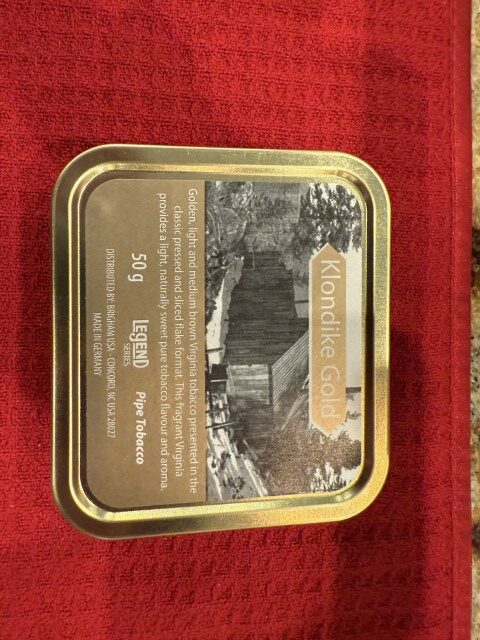 Klondike Gold
Golden, light and medium brown Virginia tobacco presented in the
classic pressed and sliced flake format. This fragrant Virginia
provides a light, naturally sweet pure tobacco flavour and aroma.
50 g
LEGEND
SERIES
Pipe Tobacco
DISTRIBUTED BY: BRIGHAM USA - CONCORD, NC USA 28027
MADE IN GERMANY